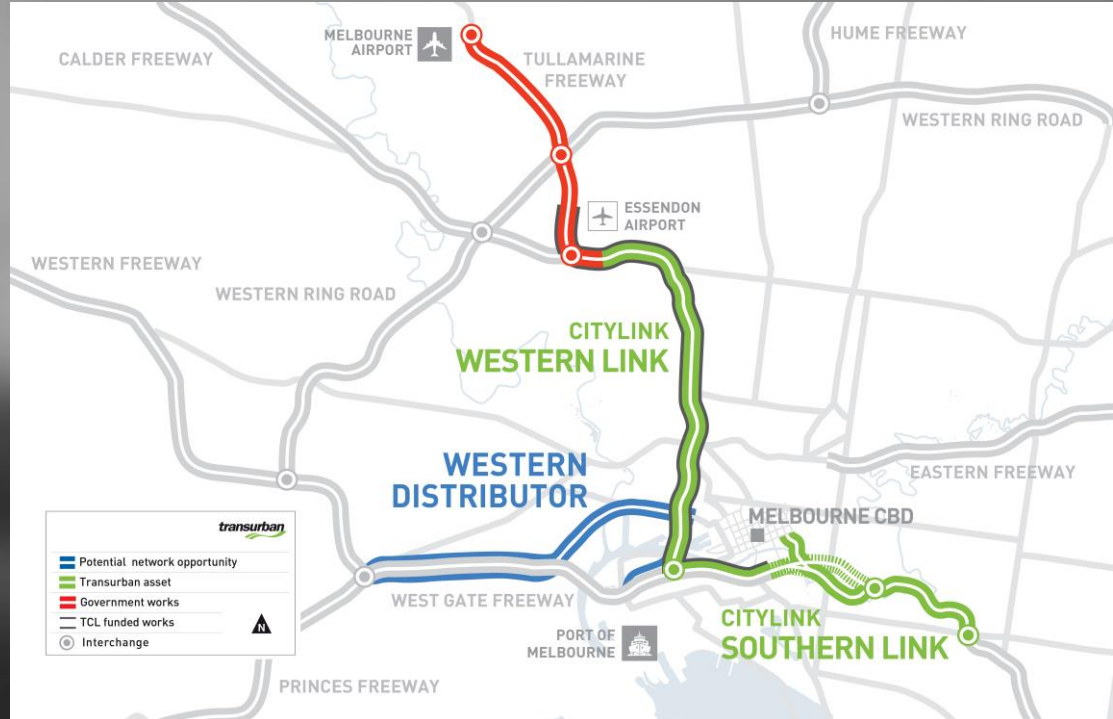 MELBOURNE
AIRPORT
HUME FREEWAY
CALDER FREEWAY
TULLAMARINE
FREEWAY
WESTERN RING ROAD
ESSENDON
AIRPORT
WESTERN FREEWAY
WESTERN RING ROAD
CITYLINK
WESTERN LINK
WESTERN
DISTRIBUTOR
EASTERN FREEWAY
MELBOURNE CBD
transurban
Potential network opportunity
Transurban asset
Government works
TCL funded works
Interchange
N
WEST GATE FREEWAY
PORT OF
MELBOURNE
CITYLINK
SOUTHERN LINK
PRINCES FREEWAY